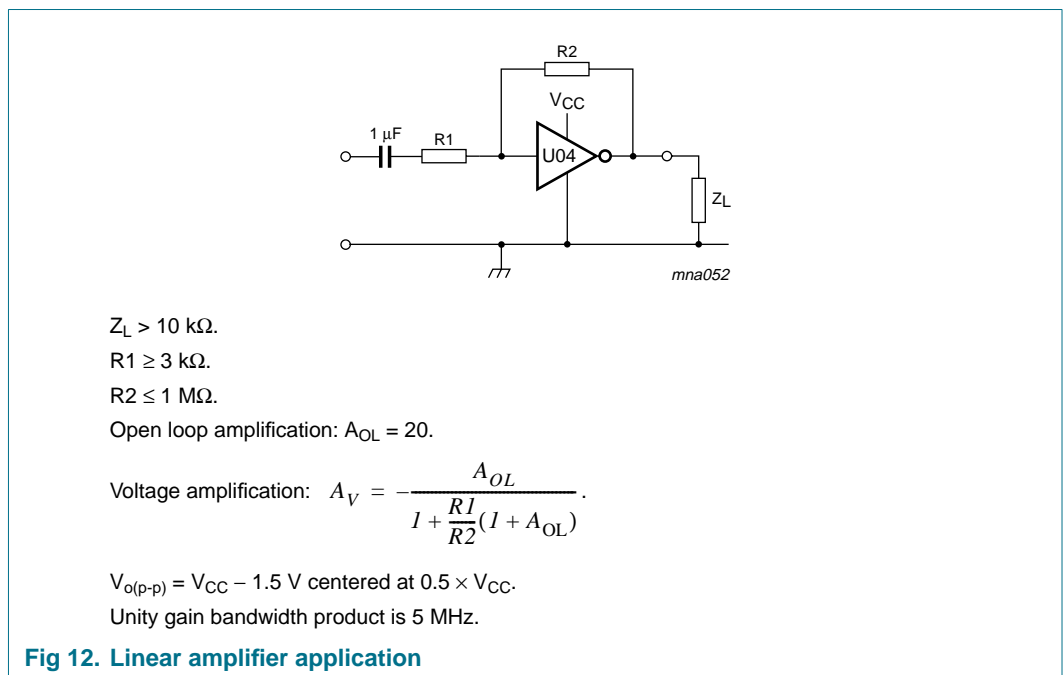 R2
VCC
1 μF
R1
U04
ZL
mna052
ZL > 10 kΩ.
R1 ≥ 3 kΩ.
R2 ≤ 1 MΩ.
Open loop amplification: AOL = 20.
Voltage amplification: AV = −AOL / (1 + R1/R2 (1 + AOL)).
Vo(p-p) = VCC − 1.5 V centered at 0.5 × VCC.
Unity gain bandwidth product is 5 MHz.
Fig 12. Linear amplifier application